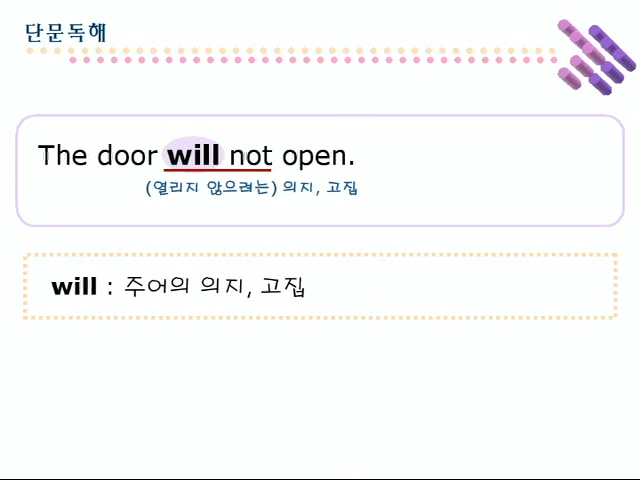 단문독해
The door will not open.
(열리지 않으려는) 의지, 고집
will : 주어의 의지, 고집